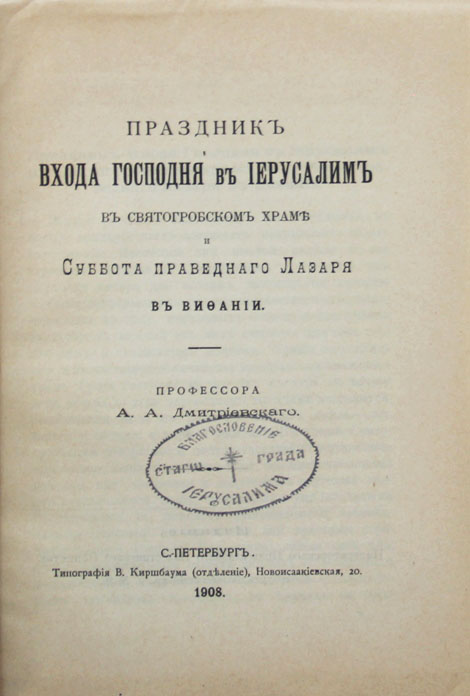 ПРАЗДНИКЪ
ВХОДА ГОСПОДНЯ въ ІЕРУСАЛИМЪ
ВЪ СВЯТОГРОБСКОМЪ ХРАМѢ
И
Суббота праведнаго Лазаря
ВЪ ВИѲАНІИ.
ПРОФЕССОРА
А. А. Дмитріевскаго.
БЛАГОСЛОВЕНІЕ
СТАГѠ ГРАДА
ІЕРУСАЛИМА
С.-ПЕТЕРБУРГЪ.
Типографія В. Киршбаума (отдѣленіе), Новоисаакіевская, 20.
1908.